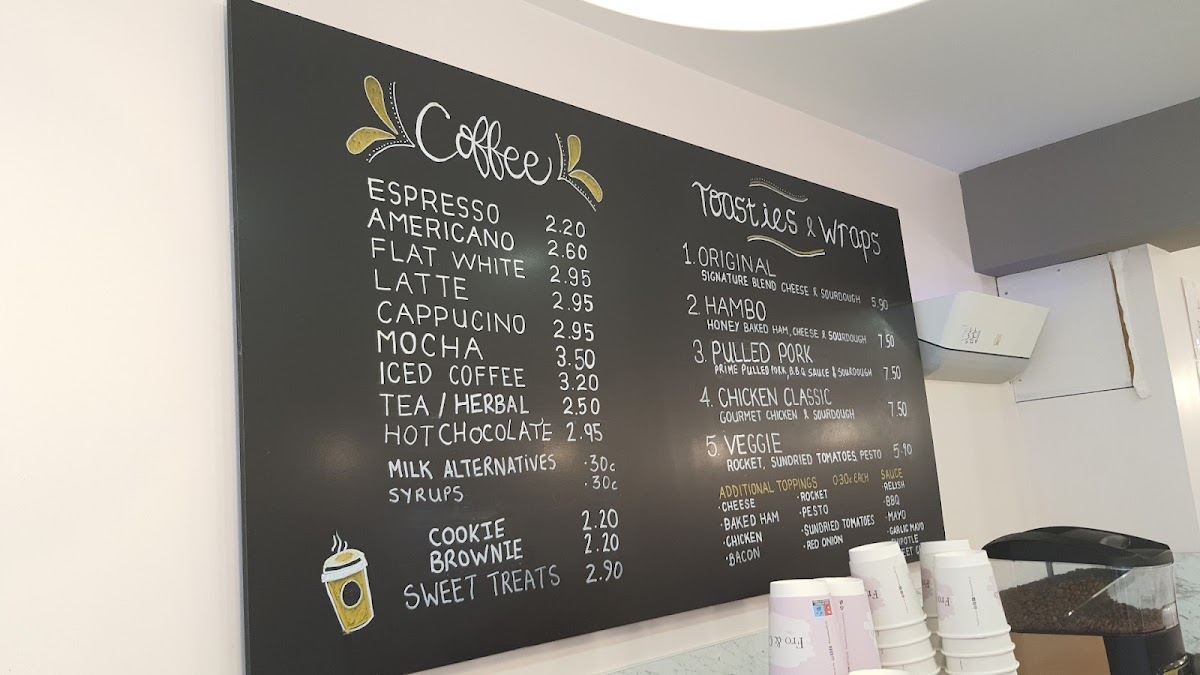 Coffee
ESPRESSO 2.20
AMERICANO 2.60
FLAT WHITE 2.95
LATTE 2.95
CAPPUCINO 2.95
MOCHA 3.50
ICED COFFEE 3.20
TEA / HERBAL 2.50
HOT CHOCOLATE 2.95
MILK ALTERNATIVES ·30c
SYRUPS ·30c
COOKIE 2.20
BROWNIE 2.20
SWEET TREATS 2.90
Toasties & Wraps
1. ORIGINAL
SIGNATURE BLEND CHEESE & SOURDOUGH 5.90
2. HAMBO
HONEY BAKED HAM, CHEESE & SOURDOUGH 7.50
3. PULLED PORK
PRIME PULLED PORK, B.B.Q. SAUCE & SOURDOUGH 7.50
4. CHICKEN CLASSIC
GOURMET CHICKEN & SOURDOUGH 7.50
5. VEGGIE
ROCKET, SUNDRIED TOMATOES, PESTO 5.90
ADDITIONAL TOPPINGS 0.30c EACH
·CHEESE
·BAKED HAM
·CHICKEN
·BACON
·ROCKET
·PESTO
·SUNDRIED TOMATOES
·RED ONION
SAUCE
·RELISH
·BBQ
·MAYO
·GARLIC MAYO
Fro &
Fro &